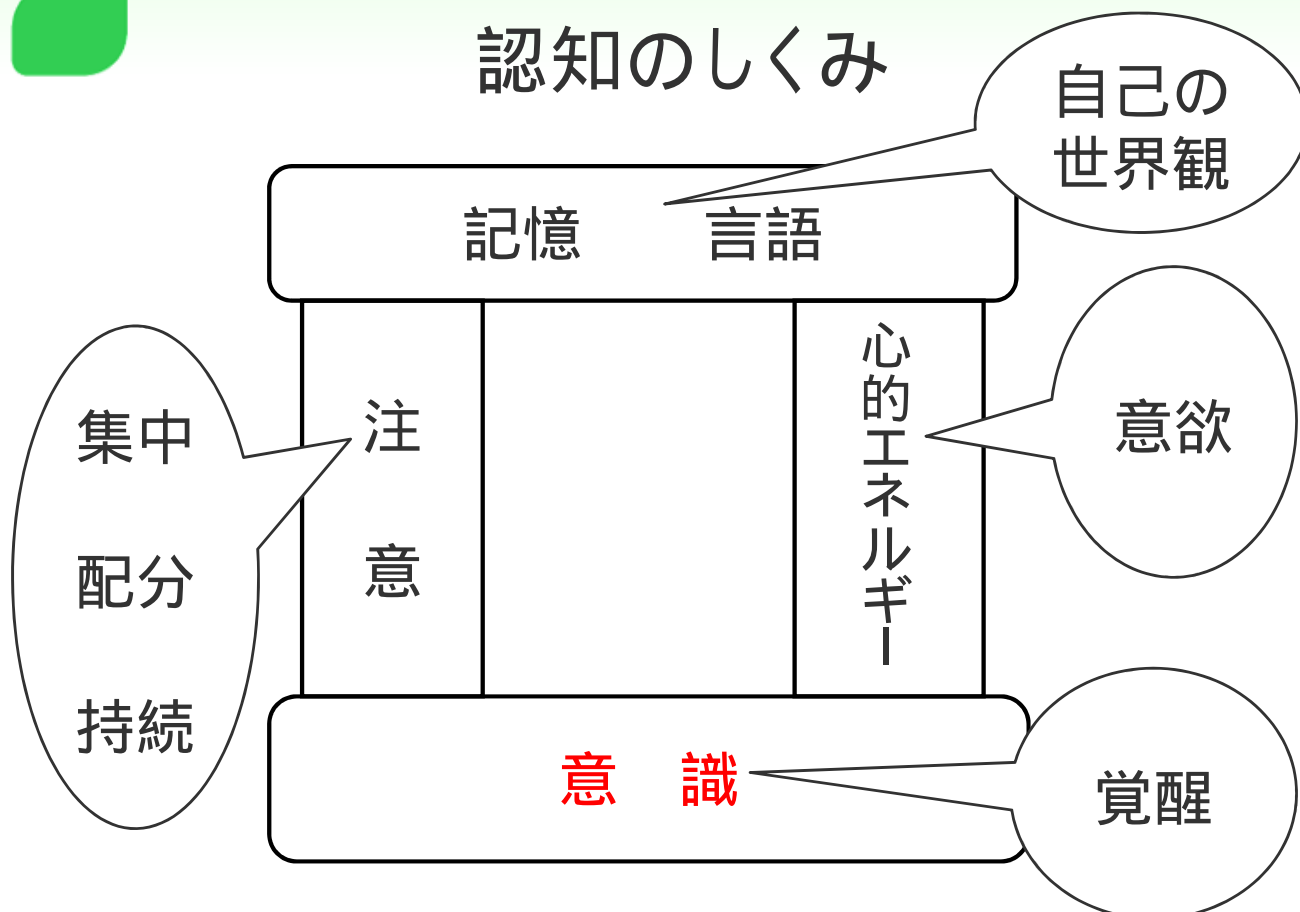 認知のしくみ
自己の
世界観
記憶 言語
注意
心的エネルギー
集中
配分
持続
意欲
意 識
覚醒